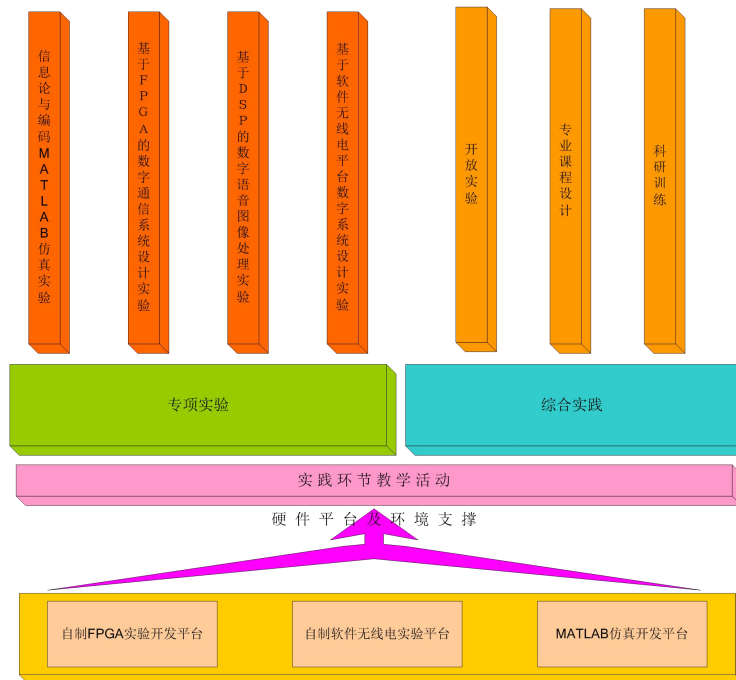 信息论与编码MATLAB仿真实验
基于FPGA的数字通信系统设计实验
基于DSP的数字语音图像处理实验
基于软件无线电平台数字系统设计实验
开放实验
专业课程设计
科研训练
专项实验
综合实践
实践环节教学活动
硬件平台及环境支撑
自制FPGA实验开发平台
自制软件无线电实验平台
MATLAB仿真开发平台